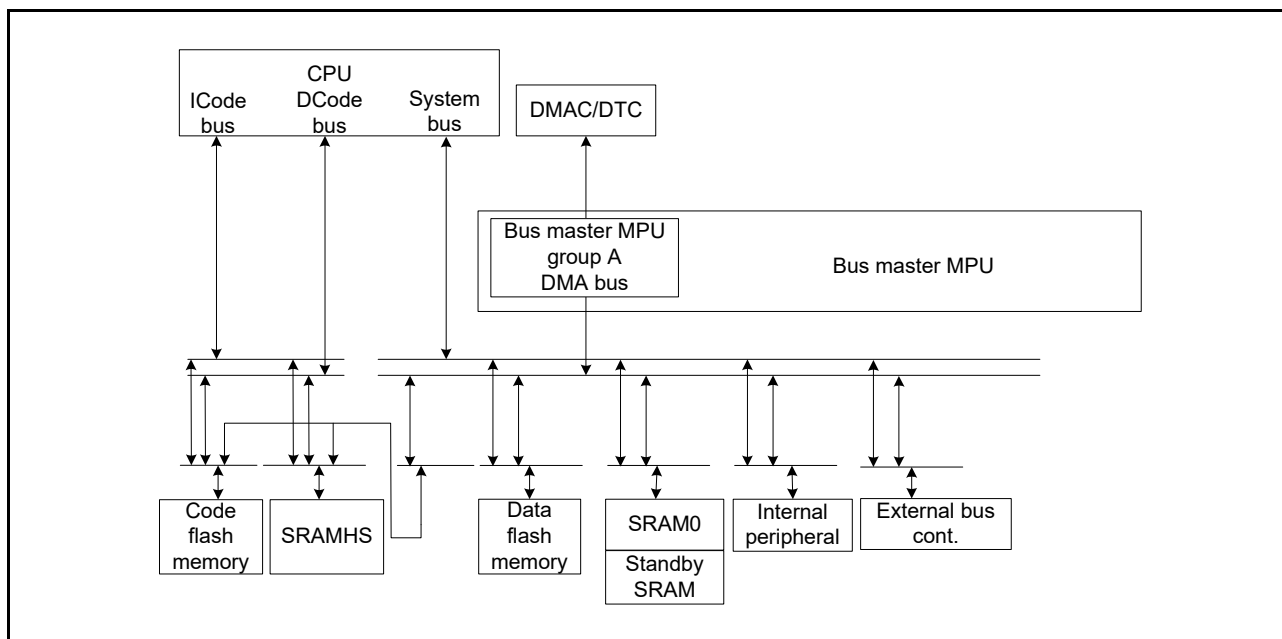 CPU
ICode
bus
DCode
bus
System
bus
DMAC/DTC
Bus master MPU
group A
DMA bus
Bus master MPU
Code
flash
memory
SRAMHS
Data
flash
memory
SRAM0
Standby
SRAM
Internal
peripheral
External bus
cont.